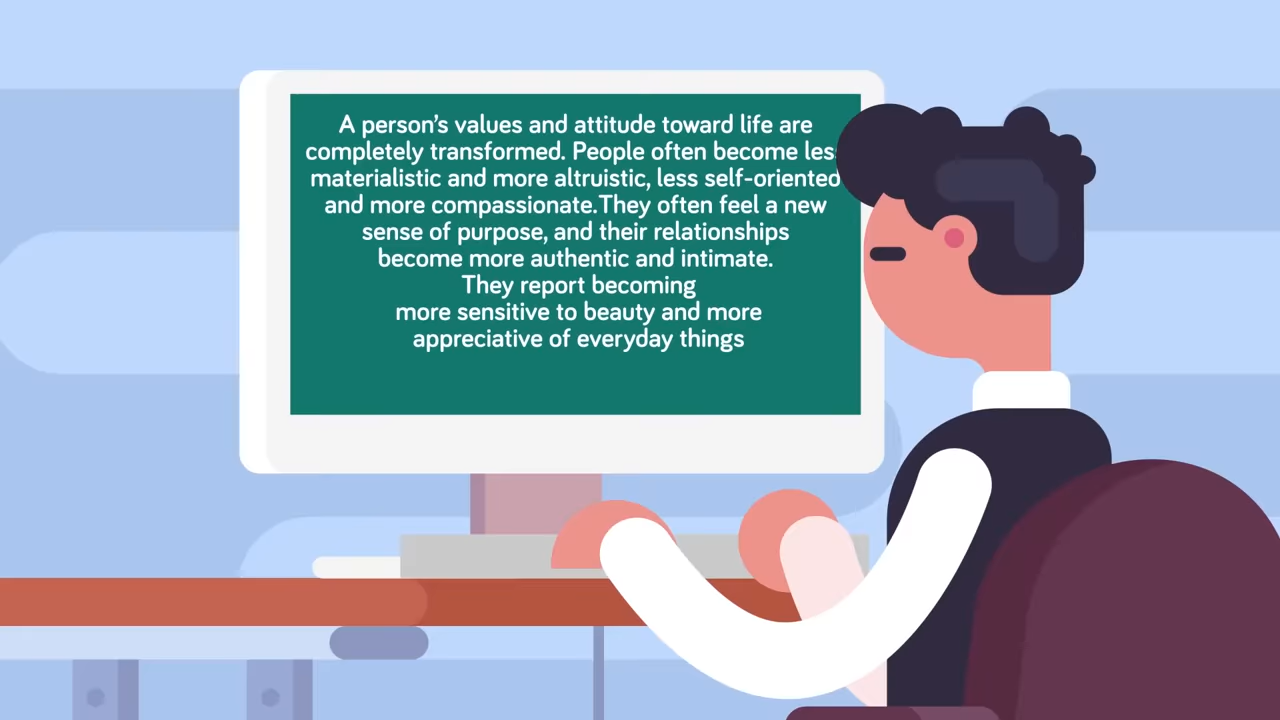 A person's values and attitude toward life are
completely transformed. People often become less
materialistic and more altruistic, less self-oriented
and more compassionate.They often feel a new
sense of purpose, and their relationships
become more authentic and intimate.
They report becoming
more sensitive to beauty and more
appreciative of everyday things